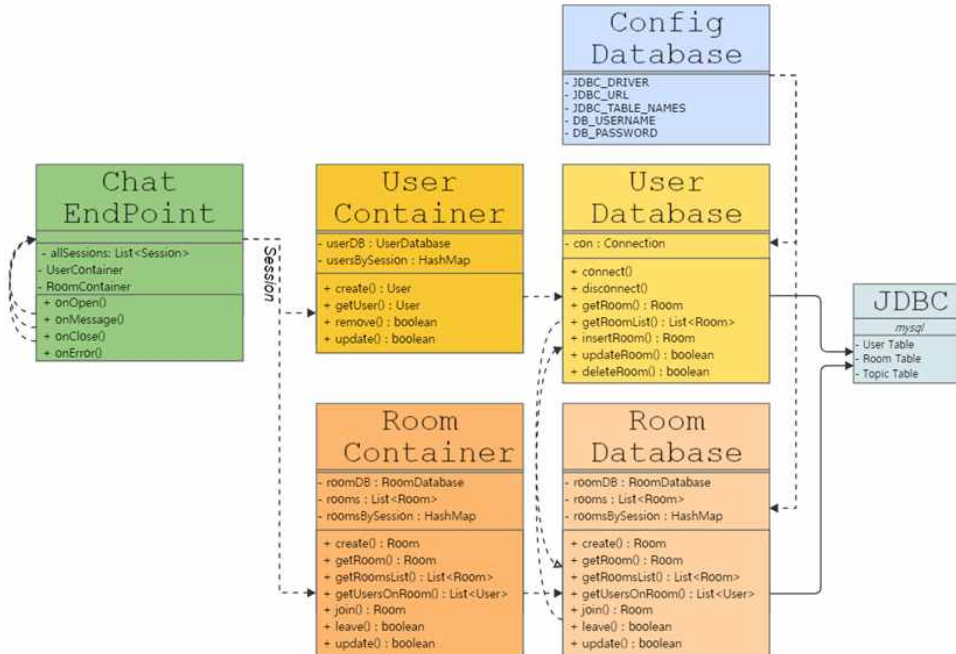 Config
Database
- JDBC_DRIVER
- JDBC_URL
- JDBC_TABLE_NAMES
- DB_USERNAME
- DB_PASSWORD
Chat
EndPoint
- allSessions: List<Session>
- UserContainer
- RoomContainer
+ onOpen()
+ onMessage()
+ onClose()
+ onError()
Session
User
Container
- userDB : UserDatabase
- usersBySession : HashMap
+ create() : User
+ getUser() : User
+ remove() : boolean
+ update() : boolean
User
Database
- con : Connection
+ connect()
+ disconnect()
+ getRoom() : Room
+ getRoomList() : List<Room>
+ insertRoom() : Room
+ updateRoom() : boolean
+ deleteRoom() : boolean
JDBC
mysql
- User Table
- Room Table
- Topic Table
Room
Container
- roomDB : RoomDatabase
- rooms : List<Room>
- roomsBySession : HashMap
+ create() : Room
+ getRoom() : Room
+ getRoomsList() : List<Room>
+ getUsersOnRoom() : List<User>
+ join() : Room
+ leave() : boolean
+ update() : boolean
Room
Database
- roomDB : RoomDatabase
- rooms : List<Room>
- roomsBySession : HashMap
+ create() : Room
+ getRoom() : Room
+ getRoomsList() : List<Room>
+ getUsersOnRoom() : List<User>
+ join() : Room
+ leave() : boolean
+ update() : boolean